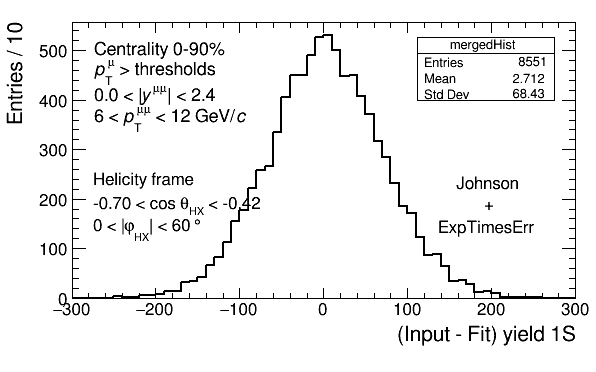 Entries / 10
500
400
300
200
100
0
−300
−200
−100
0
100
200
300
(Input - Fit) yield 1S
Centrality 0-90%
p_T^μ > thresholds
0.0 < |y^μμ| < 2.4
6 < p_T^μμ < 12 GeV/c
Helicity frame
-0.70 < cos θ_HX < -0.42
0 < |φ_HX| < 60 °
mergedHist
Entries 8551
Mean 2.712
Std Dev 68.43
Johnson
+
ExpTimesErr